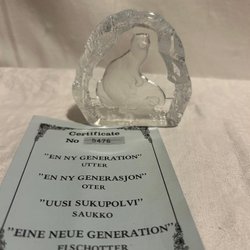 Certificate
No 5476
"EN NY GENERATION"
UTTER
"EN NY GENERASJON"
OTER
"UUSI SUKUPOLVI"
SAUKKO
"EINE NEUE GENERATION"
FISCHOTTER